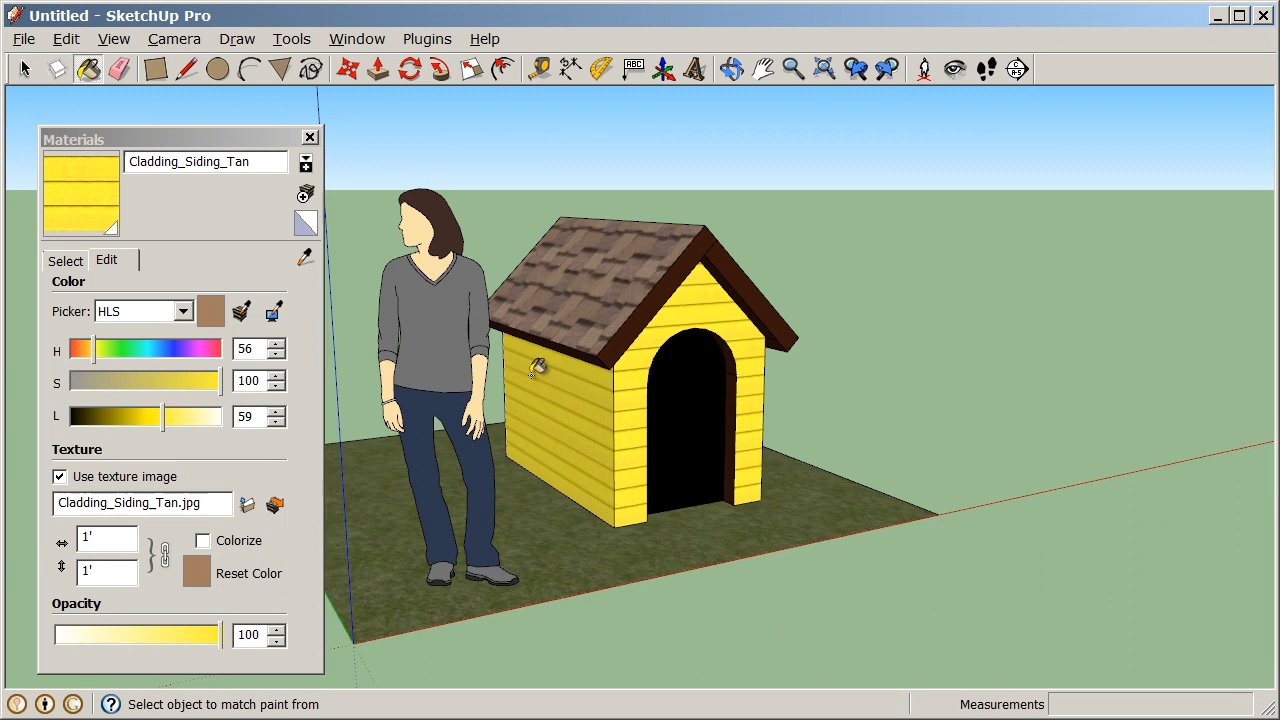 Untitled - SketchUp Pro
File Edit View Camera Draw Tools Window Plugins Help
ABC
A
C
A-5
Materials
Cladding_Siding_Tan
Select Edit
Color
Picker: HLS
H 56
S 100
L 59
Texture
Use texture image
Cladding_Siding_Tan.jpg
1' Colorize
1' Reset Color
Opacity
100
Select object to match paint from Measurements